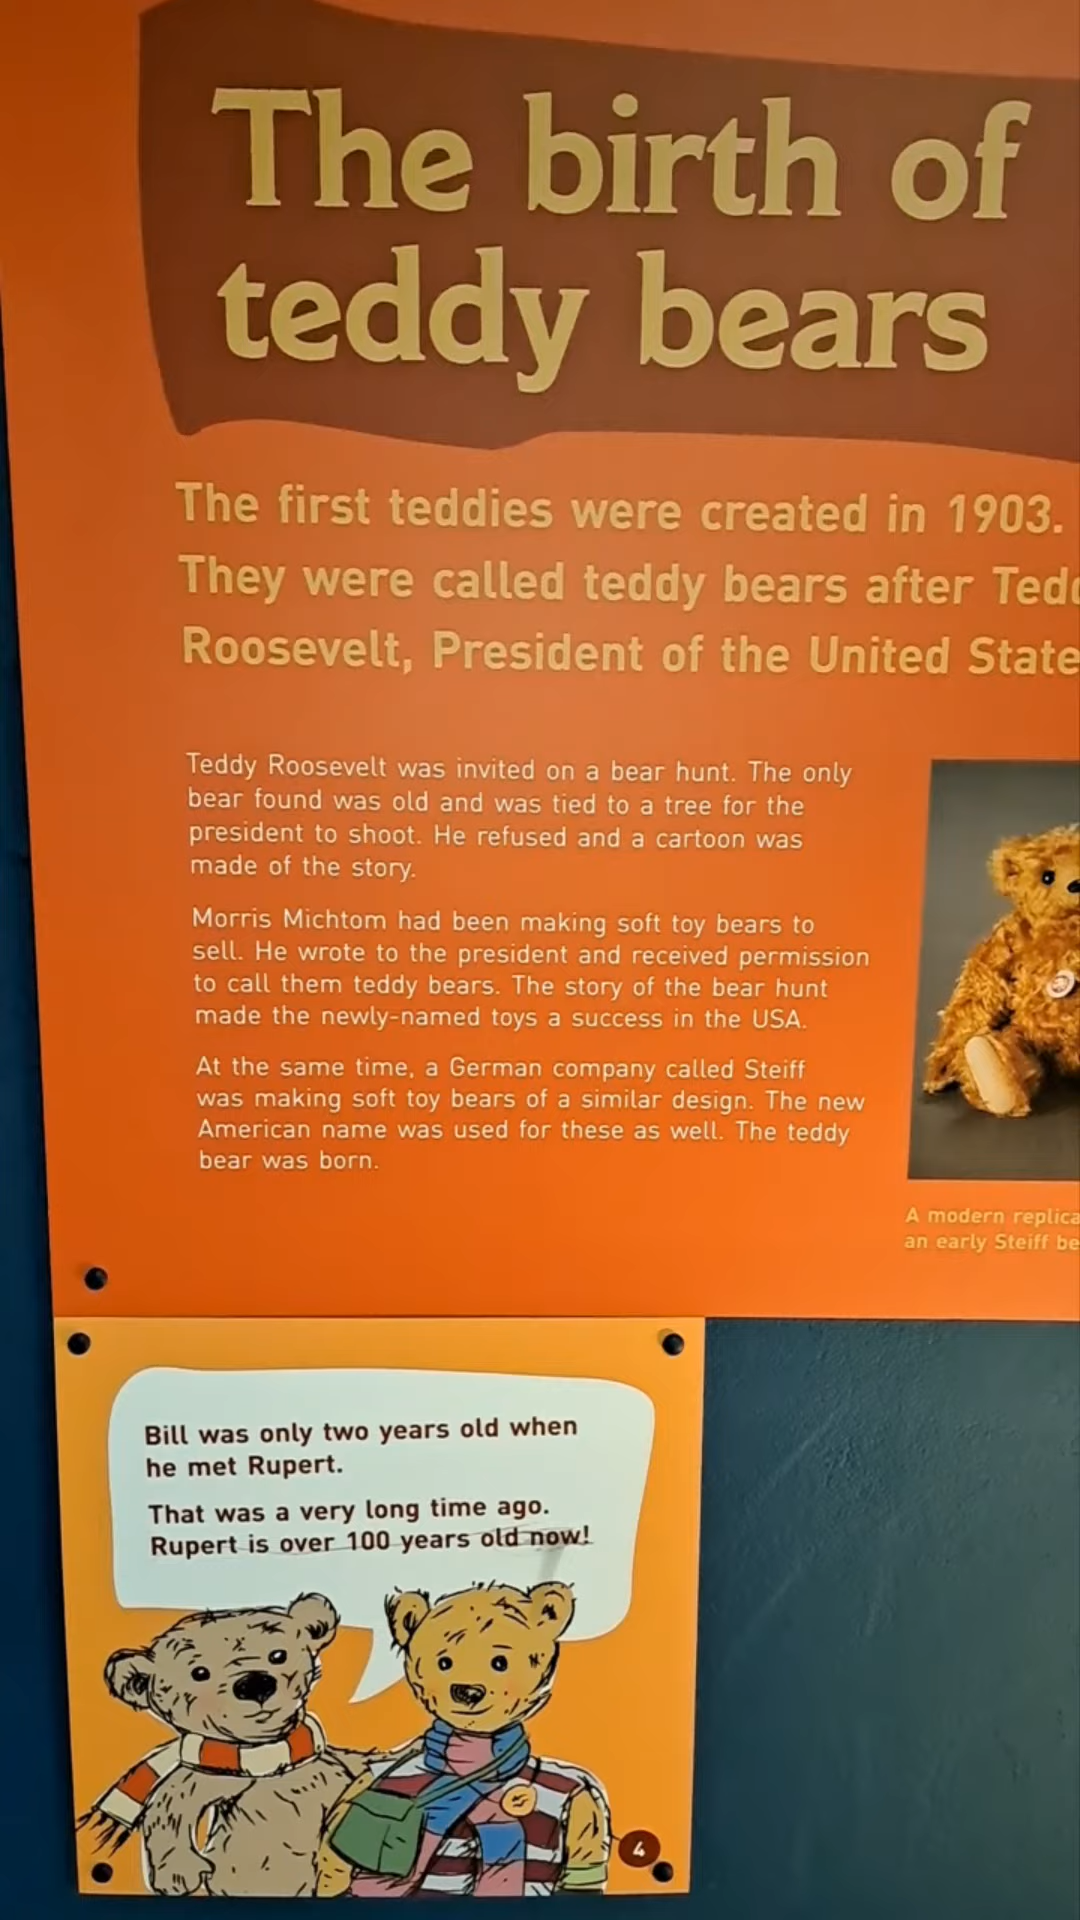 The birth of
teddy bears
The first teddies were created in 1903.
They were called teddy bears after
Roosevelt, President of the United
Teddy Roosevelt was invited on a bear hunt. The only
bear found was old and was tied to a tree for the
president to shoot. He refused and a cartoon was
made of the story.
Morris Michtom had been making soft toy bears to
sell. He wrote to the president and received permission
to call them teddy bears. The story of the bear hunt
made the newly-named toys a success in the USA.
At the same time, a German company called Steiff
was making soft toy bears of a similar design. The new
American name was used for these as well. The teddy
bear was born.
A modern replica
an early Steiff
Bill was only two years old when
he met Rupert.
That was a very long time ago.
Rupert is over 100 years old now!
4